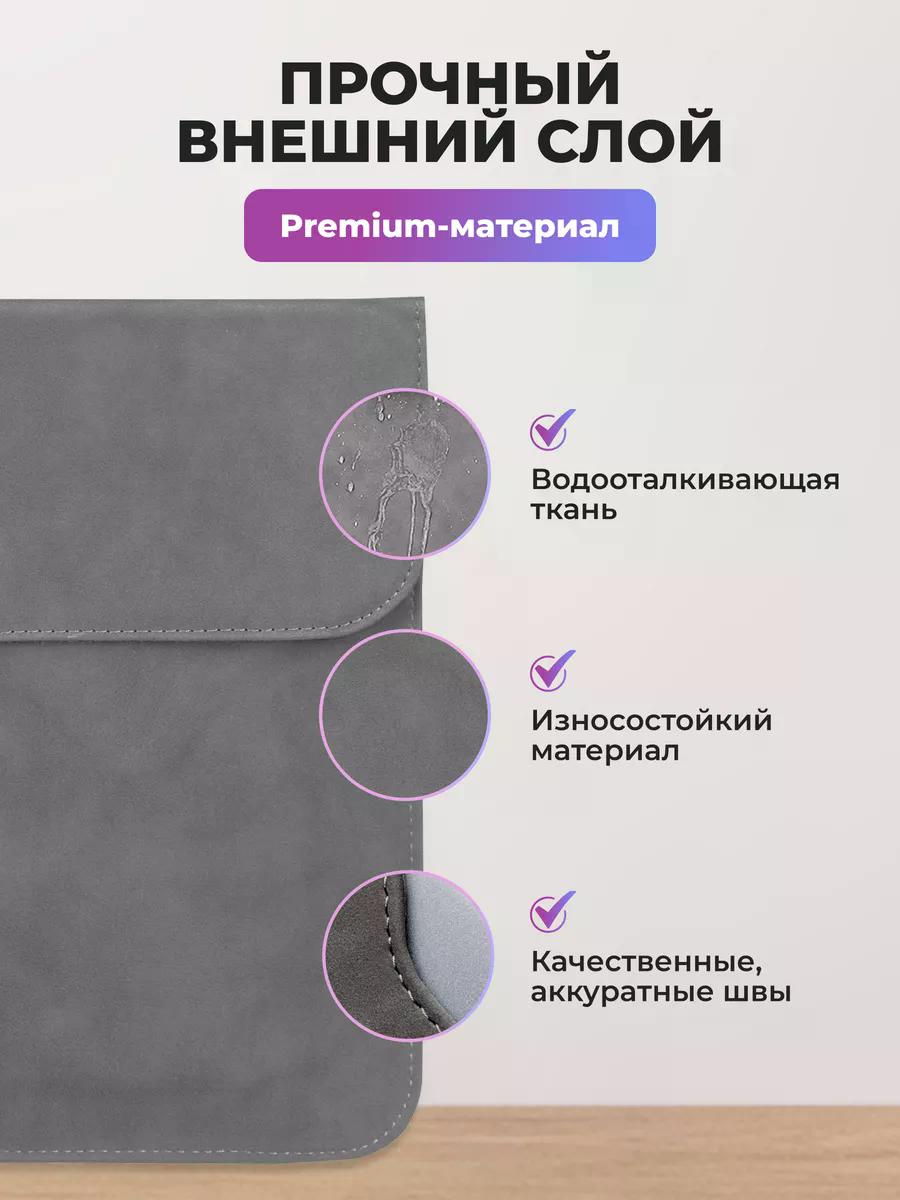 ПРОЧНЫЙ
ВНЕШНИЙ СЛОЙ
Premium-материал
Водооталкивающая
ткань
Износостойкий
материал
Качественные,
аккуратные швы